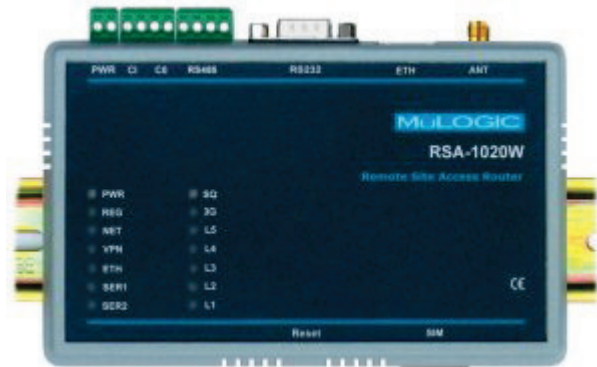 PWR CI CO RS485 RS232 ETH ANT
MuLOGIC
RSA-1020W
Remote Site Access Router
PWR SQ
REG 3G
NET L5
VPN L4
ETH L3
SER1 L2
SER2 L1
CE
Reset SIM